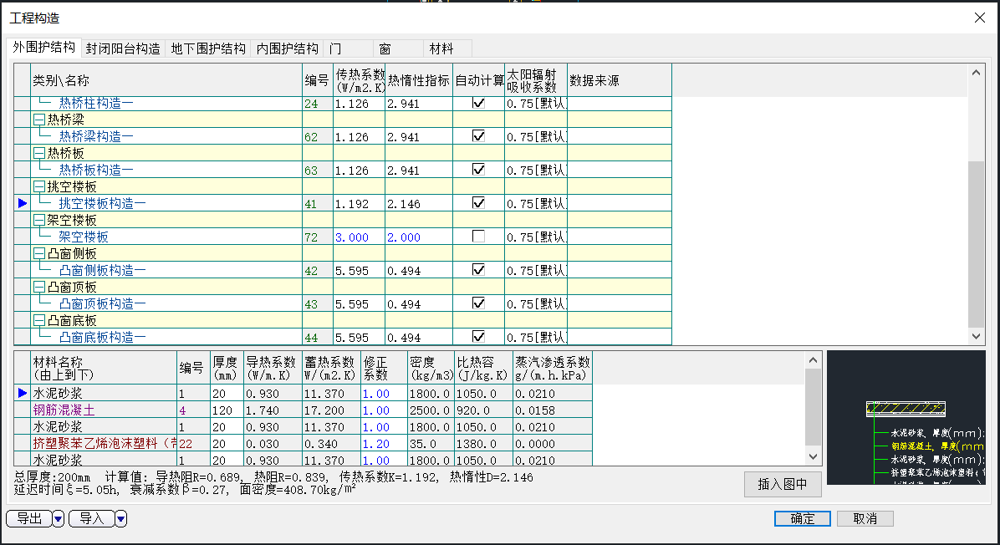 工程构造
外围护结构 封闭阳台构造 地下围护结构 内围护结构 门 窗 材料
类别\名称 编号 传热系数 (W/m2.K) 热惰性指标 自动计算 太阳辐射 吸收系数 数据来源
热桥柱构造一 24 1.126 2.941 0.75[默认]
热桥梁
热桥梁构造一 62 1.126 2.941 0.75[默认]
热桥板
热桥板构造一 63 1.126 2.941 0.75[默认]
挑空楼板
挑空楼板构造一 41 1.192 2.146 0.75[默认]
架空楼板
架空楼板 72 3.000 2.000 0.75[默认]
凸窗侧板
凸窗侧板构造一 42 5.595 0.494 0.75[默认]
凸窗顶板
凸窗顶板构造一 43 5.595 0.494 0.75[默认]
凸窗底板
凸窗底板构造一 44 5.595 0.494 0.75[默认]
材料名称 (由上到下) 编号 厚度 (mm) 导热系数 (W/m.K) 蓄热系数 W/(m2.K) 修正 系数 密度 (kg/m3) 比热容 (J/kg.K) 蒸汽渗透系数 g/(m.h.kPa)
水泥砂浆 1 20 0.930 11.370 1.00 1800.0 1050.0 0.0210
钢筋混凝土 4 120 1.740 17.200 1.00 2500.0 920.0 0.0158
水泥砂浆 1 20 0.930 11.370 1.00 1800.0 1050.0 0.0210
挤塑聚苯乙烯泡沫塑料（ 22 20 0.030 0.340 1.20 35.0 1380.0 0.0000
水泥砂浆 1 20 0.930 11.370 1.00 1800.0 1050.0 0.0210
水泥砂浆，厚度(mm):
钢筋混凝土，厚度(mm
水泥砂浆，厚度(mm):
挤塑聚苯乙烯泡沫塑料(
总厚度:200mm 计算值: 导热阻R=0.689, 热阻R=0.839, 传热系数K=1.192, 热惰性D=2.146
延迟时间ξ=5.05h, 衰减系数β=0.27, 面密度=408.70kg/m²
插入图中
导出 导入 确定 取消